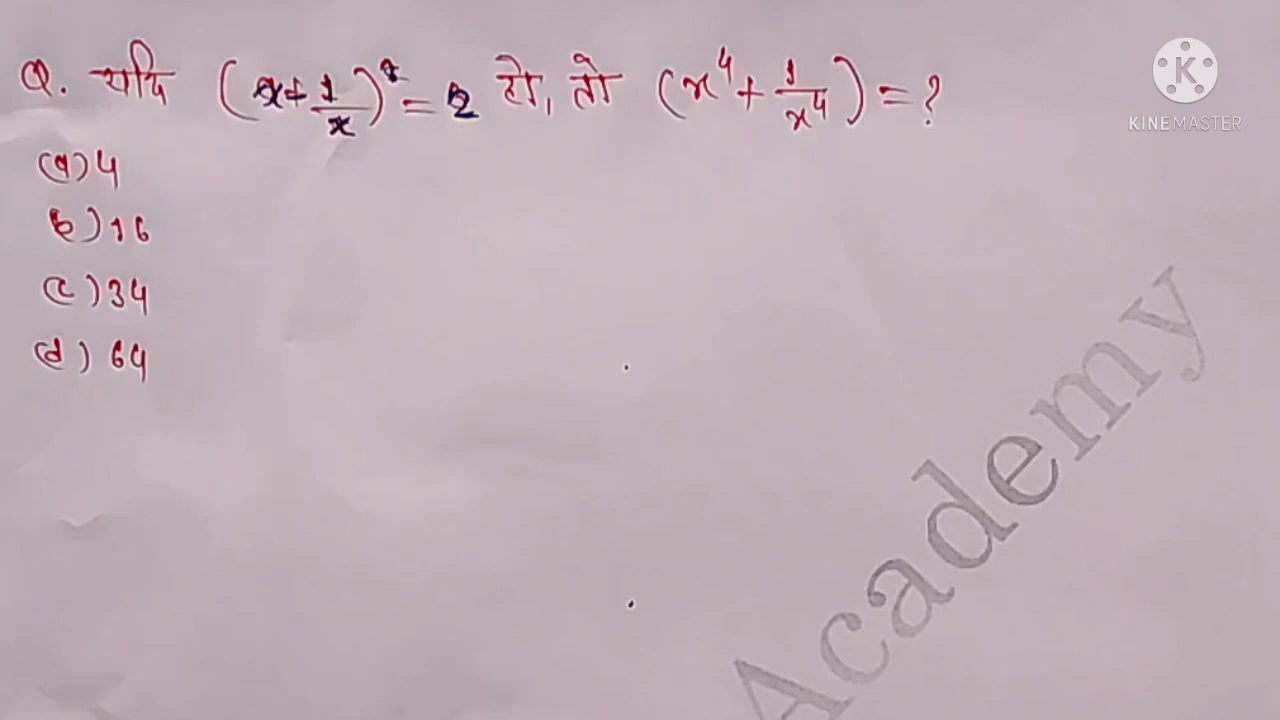 Q. यदि (x+1/x)² = 2 हो, तो (x⁴+1/x⁴) = ?
(a) 4
b) 16
(c) 34
(d) 64
KINEMASTER
Academy